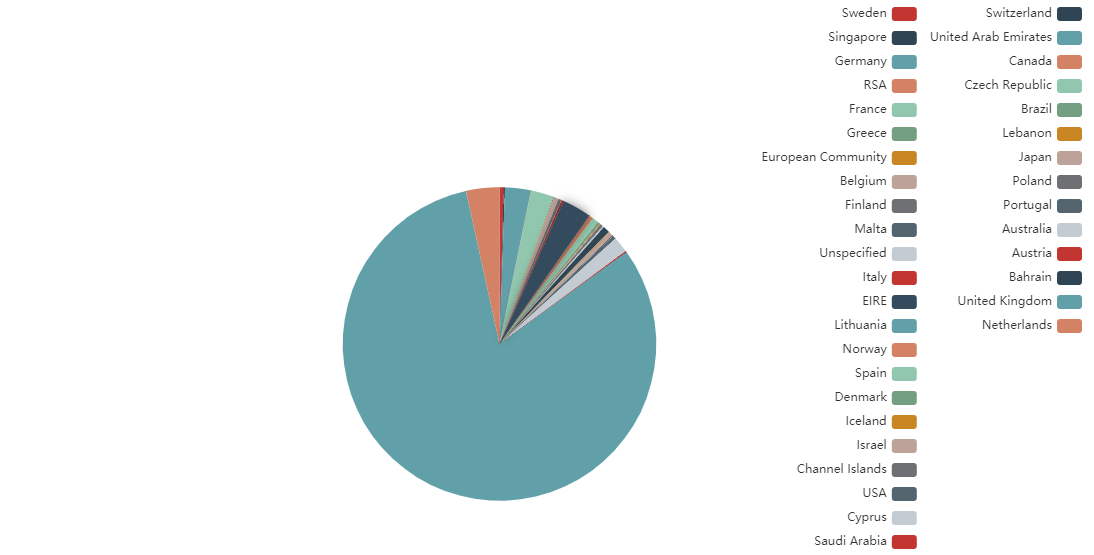 Sweden
Singapore
Germany
RSA
France
Greece
European Community
Belgium
Finland
Malta
Unspecified
Italy
EIRE
Lithuania
Norway
Spain
Denmark
Iceland
Israel
Channel Islands
USA
Cyprus
Saudi Arabia
Switzerland
United Arab Emirates
Canada
Czech Republic
Brazil
Lebanon
Japan
Poland
Portugal
Australia
Austria
Bahrain
United Kingdom
Netherlands